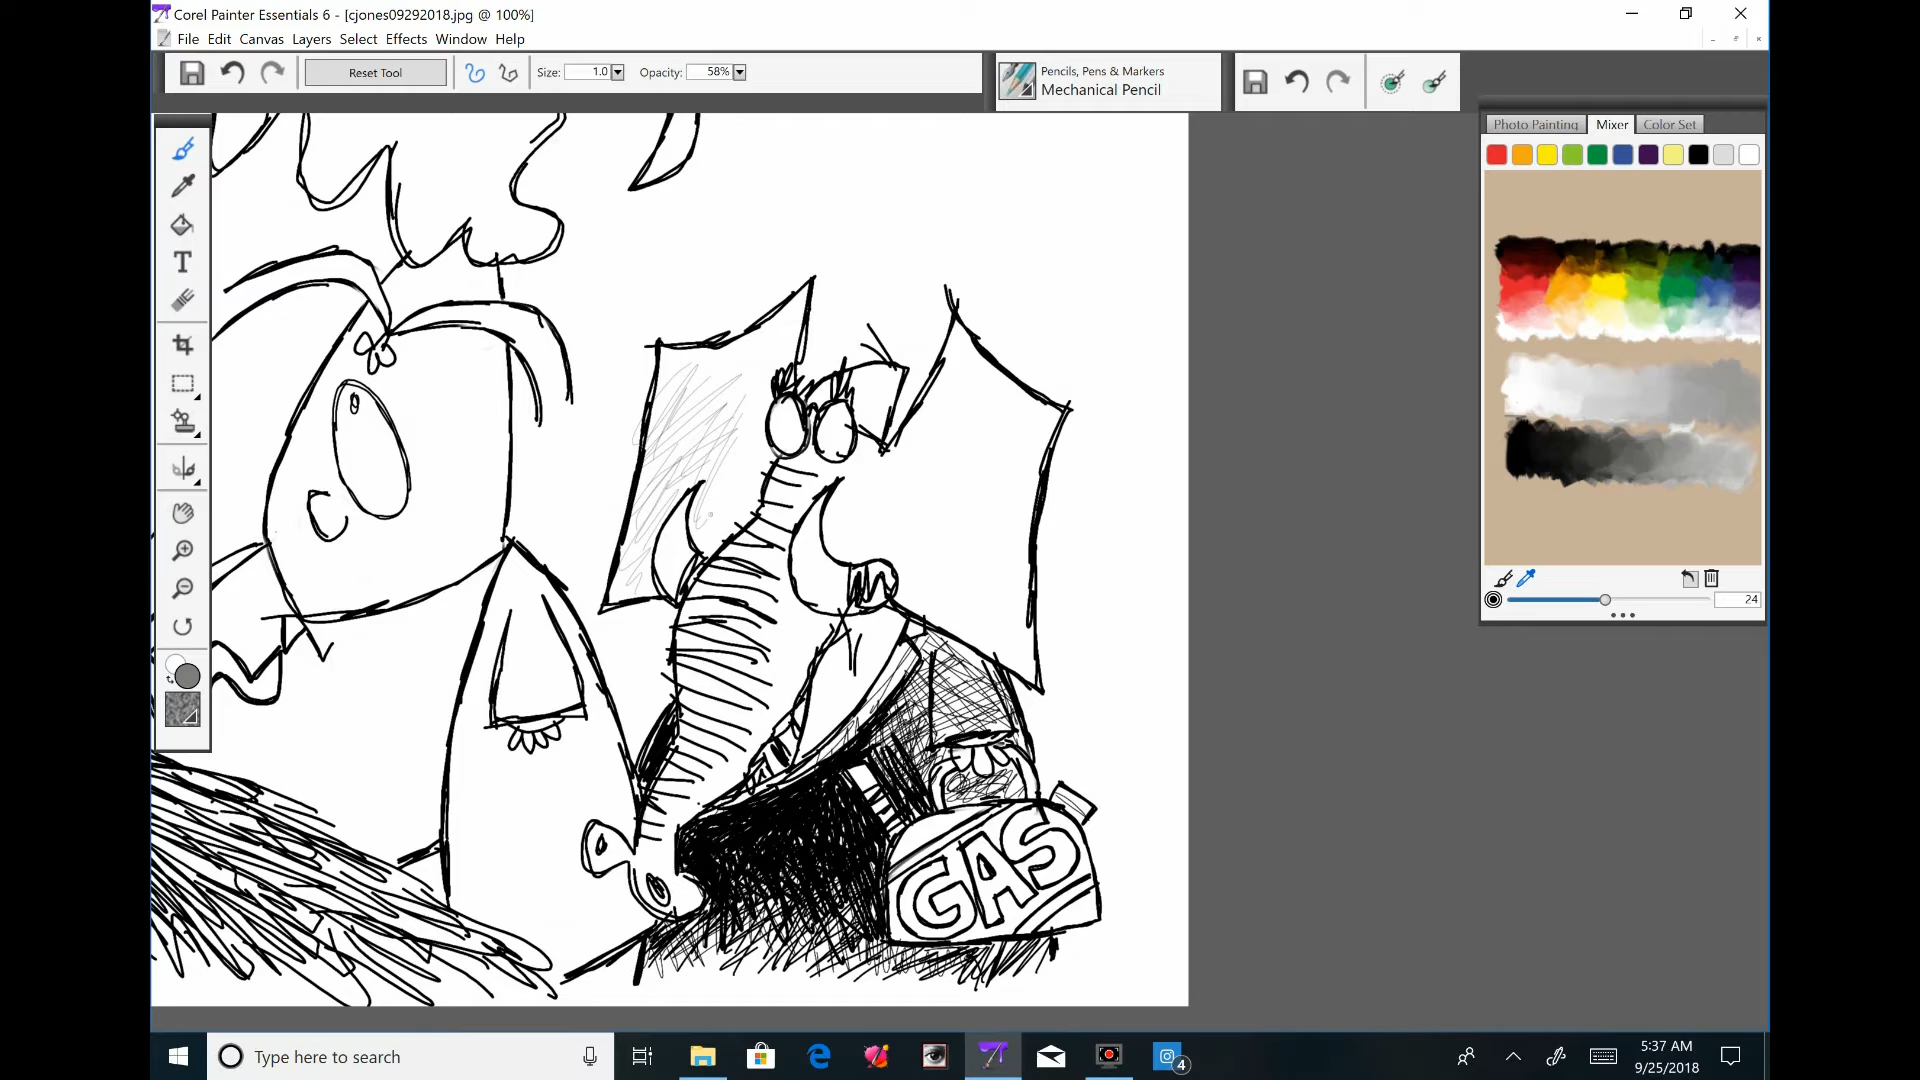 Corel Painter Essentials 6 - [cjones09292018.jpg @ 100%]
File Edit Canvas Layers Select Effects Window Help
Reset Tool Size: 1.0 Opacity: 58%
Pencils, Pens & Markers
Mechanical Pencil
Photo Painting Mixer Color Set
T
24
GAS
Type here to search
4
5:37 AM
9/25/2018